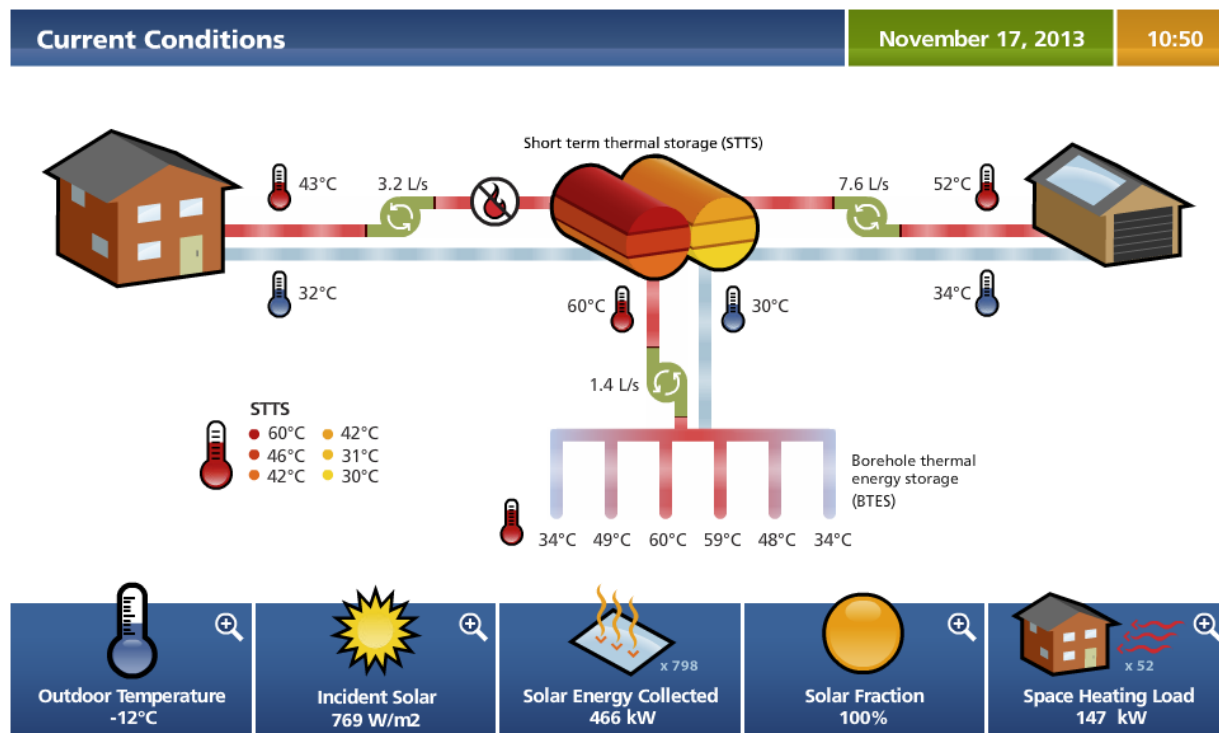 Current Conditions
November 17, 2013
10:50
Short term thermal storage (STTS)
43°C
3.2 L/s
7.6 L/s
52°C
32°C
60°C
30°C
34°C
1.4 L/s
STTS
60°C
42°C
46°C
31°C
42°C
30°C
Borehole thermal
energy storage
(BTES)
34°C
49°C
60°C
59°C
48°C
34°C
x 798
x 52
Outdoor Temperature
-12°C
Incident Solar
769 W/m2
Solar Energy Collected
466 kW
Solar Fraction
100%
Space Heating Load
147 kW